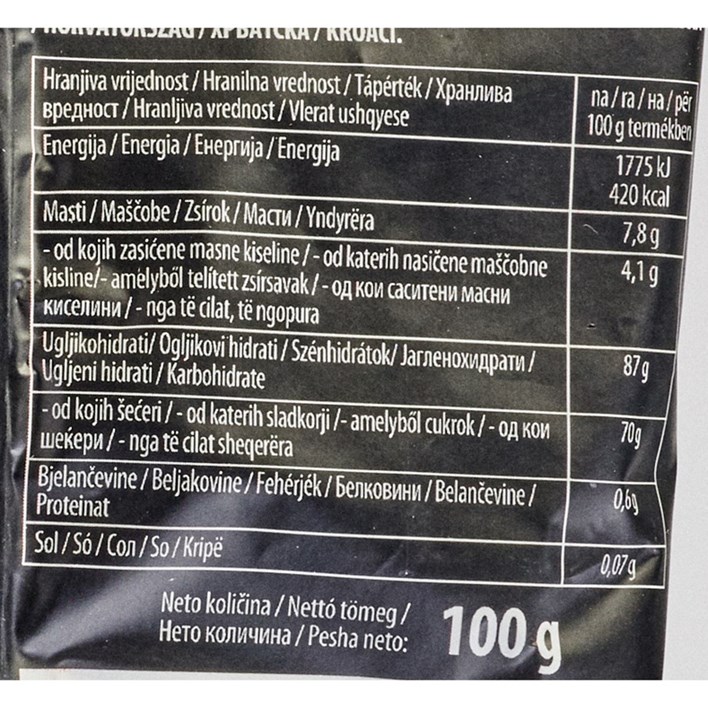 / HORVÁTORSZÁG / ХРВАТСКА / KROACI.
Hranjiva vrijednost / Hranilna vrednost / Tápérték / Хранлива
вредност / Hranljiva vrednost / Vlerat ushqyese
na / ra / на / për
100 g termékben
Energija / Energia / Енергија / Energjia
1775 kJ
420 kcal
Masti / Maščobe / Zsírok / Масти / Yndyrëra
7,8 g
- od kojih zasićene masne kiseline / - od katerih nasičene maščobne
kisline/- amelyből telített zsírsavak / - од кои саситени масни
киселини / - nga të cilat, të ngopura
4,1 g
Ugljikohidrati/ Ogljikovi hidrati / Szénhidrátok/ Јагленохидрати /
Ugljeni hidrati / Karbohidrate
87 g
- od kojih šećeri / - od katerih sladkorji /- amelyből cukrok / - од кои
шеќери / - nga të cilat sheqerëra
70g
Bjelančevine / Beljakovine / Fehérjék / Белковини / Belančevine /
Proteinat
0,6g
Sol / Só / Сол / So / Kripë
0,07 g
Neto količina / Nettó tömeg /
Нето количина / Pesha neto:
100 g